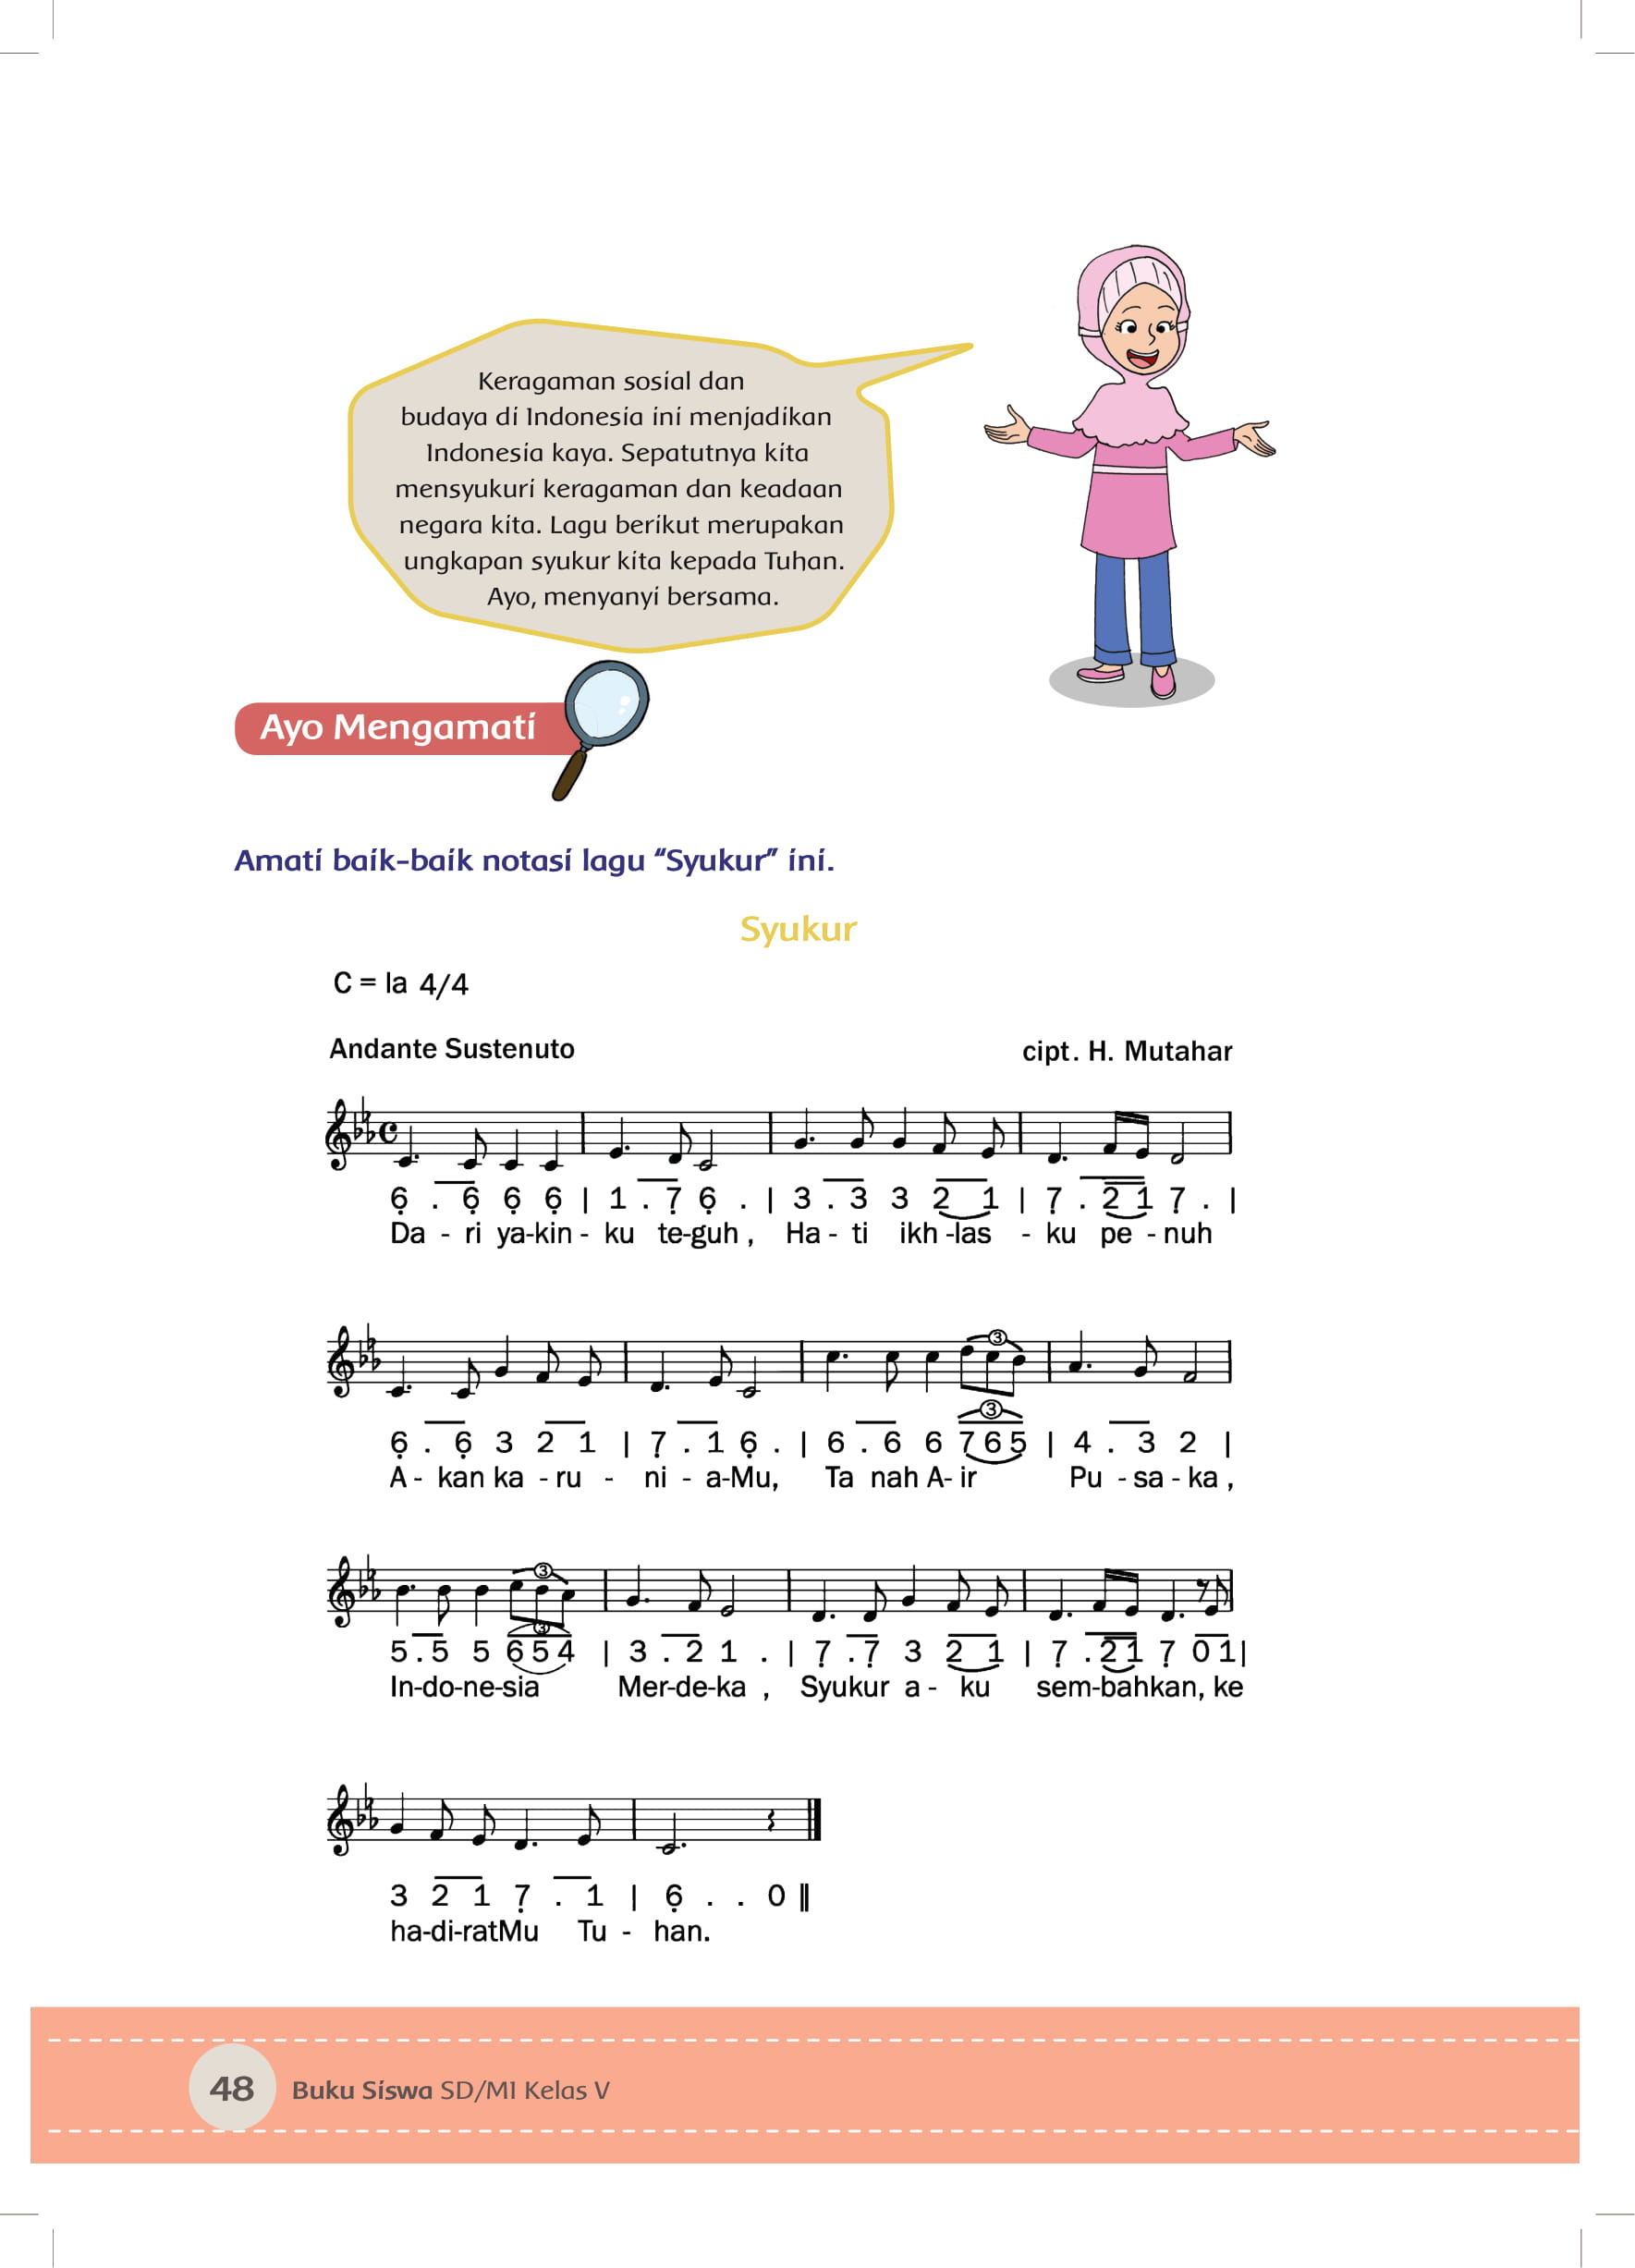 Keragaman sosial dan
budaya di Indonesia ini menjadikan
Indonesia kaya. Sepatutnya kita
mensyukuri keragaman dan keadaan
negara kita. Lagu berikut merupakan
ungkapan syukur kita kepada Tuhan.
Ayo, menyanyi bersama.
Ayo Mengamati
Amati baik-baik notasi lagu “Syukur” ini.
Syukur
C = la 4/4
Andante Sustenuto cipt. H. Mutahar
6̣ . 6̣ 6̣ 6̣ | 1 . 7̣ 6̣ . | 3 . 3 3 2 1 | 7̣ . 2 1 7̣ . |
Da - ri ya-kin - ku te-guh , Ha - ti ikh -las - ku pe - nuh
3
3
6̣ . 6̣ 3 2 1 | 7̣ . 1 6̣ . | 6 . 6 6 7 6 5 | 4 . 3 2 |
A - kan ka - ru - ni - a-Mu, Ta nah A- ir Pu - sa - ka ,
3
3
5 . 5 5 6 5 4 | 3 . 2 1 . | 7̣ . 7̣ 3 2 1 | 7̣ . 2 1 7̣ 0 1 |
In-do-ne-sia Mer-de-ka , Syukur a - ku sem-bahkan, ke
3 2 1 7̣ . 1 | 6̣ . . 0 ||
ha-di-ratMu Tu - han.
48 Buku Siswa SD/MI Kelas V